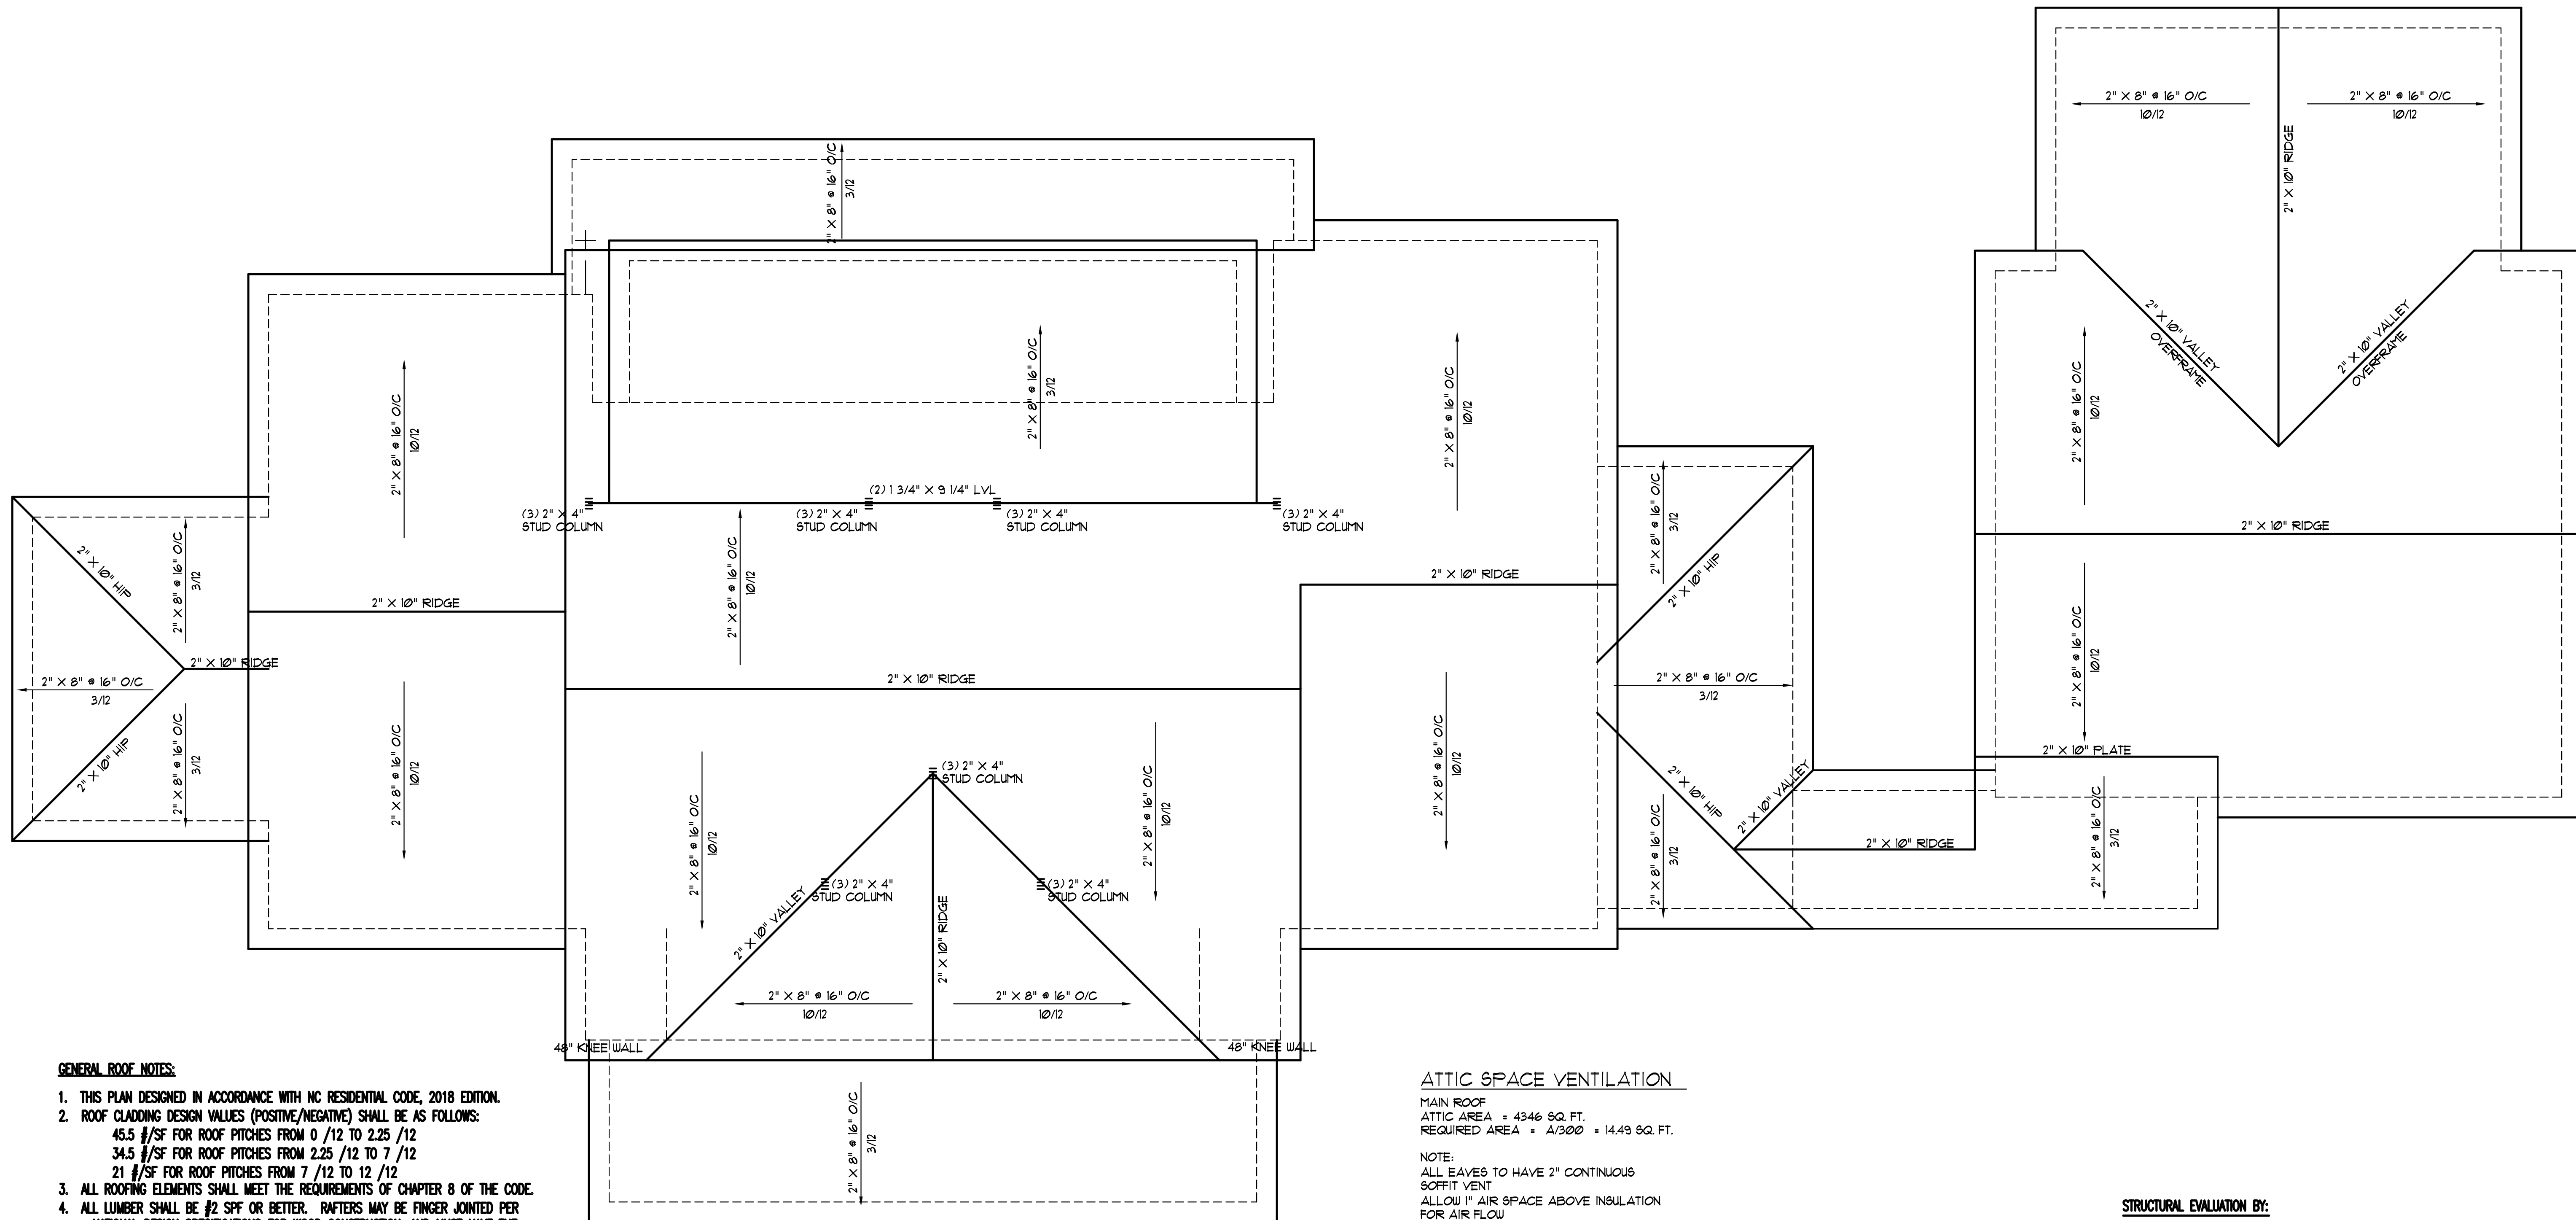 2" X 8" @ 16" O/C
10/12
2" X 8" @ 16" O/C
10/12
2" X 10" RIDGE
2" X 8" @ 16" O/C
3/12
2" X 10" VALLEY
OVERFRAME
2" X 10" VALLEY
OVERFRAME
2" X 8" @ 16" O/C
10/12
2" X 8" @ 16" O/C
3/12
2" X 8" @ 16" O/C
10/12
2" X 8" @ 16" O/C
10/12
(2) 1 3/4" X 9 1/4" LVL
(3) 2" X 4"
STUD COLUMN
(3) 2" X 4"
STUD COLUMN
(3) 2" X 4"
STUD COLUMN
(3) 2" X 4"
STUD COLUMN
2" X 10" RIDGE
2" X 10" HIP
2" X 8" @ 16" O/C
3/12
2" X 10" RIDGE
2" X 8" @ 16" O/C
10/12
2" X 10" RIDGE
2" X 8" @ 16" O/C
3/12
2" X 10" HIP
2" X 10" RIDGE
2" X 8" @ 16" O/C
3/12
2" X 10" RIDGE
2" X 8" @ 16" O/C
3/12
2" X 8" @ 16" O/C
10/12
2" X 10" HIP
2" X 8" @ 16" O/C
3/12
2" X 8" @ 16" O/C
10/12
(3) 2" X 4"
STUD COLUMN
2" X 8" @ 16" O/C
10/12
2" X 8" @ 16" O/C
10/12
2" X 8" @ 16" O/C
10/12
2" X 10" HIP
2" X 10" VALLEY
2" X 10" PLATE
2" X 8" @ 16" O/C
3/12
2" X 10" RIDGE
2" X 8" @ 16" O/C
3/12
(3) 2" X 4"
STUD COLUMN
(3) 2" X 4"
STUD COLUMN
2" X 10" VALLEY
2" X 10" RIDGE
2" X 8" @ 16" O/C
10/12
2" X 8" @ 16" O/C
10/12
48" KNEE WALL
48" KNEE WALL
2" X 8" @ 16" O/C
3/12
GENERAL ROOF NOTES:
1. THIS PLAN DESIGNED IN ACCORDANCE WITH NC RESIDENTIAL CODE, 2018 EDITION.
2. ROOF CLADDING DESIGN VALUES (POSITIVE/NEGATIVE) SHALL BE AS FOLLOWS:
45.5 #/SF FOR ROOF PITCHES FROM 0 /12 TO 2.25 /12
34.5 #/SF FOR ROOF PITCHES FROM 2.25 /12 TO 7 /12
21 #/SF FOR ROOF PITCHES FROM 7 /12 TO 12 /12
3. ALL ROOFING ELEMENTS SHALL MEET THE REQUIREMENTS OF CHAPTER 8 OF THE CODE.
4. ALL LUMBER SHALL BE #2 SPF OR BETTER. RAFTERS MAY BE FINGER JOINTED PER
ATTIC SPACE VENTILATION
MAIN ROOF
ATTIC AREA = 4346 SQ. FT.
REQUIRED AREA = A/300 = 14.49 SQ. FT.
NOTE:
ALL EAVES TO HAVE 2" CONTINUOUS
SOFFIT VENT
ALLOW 1" AIR SPACE ABOVE INSULATION
FOR AIR FLOW
STRUCTURAL EVALUATION BY: